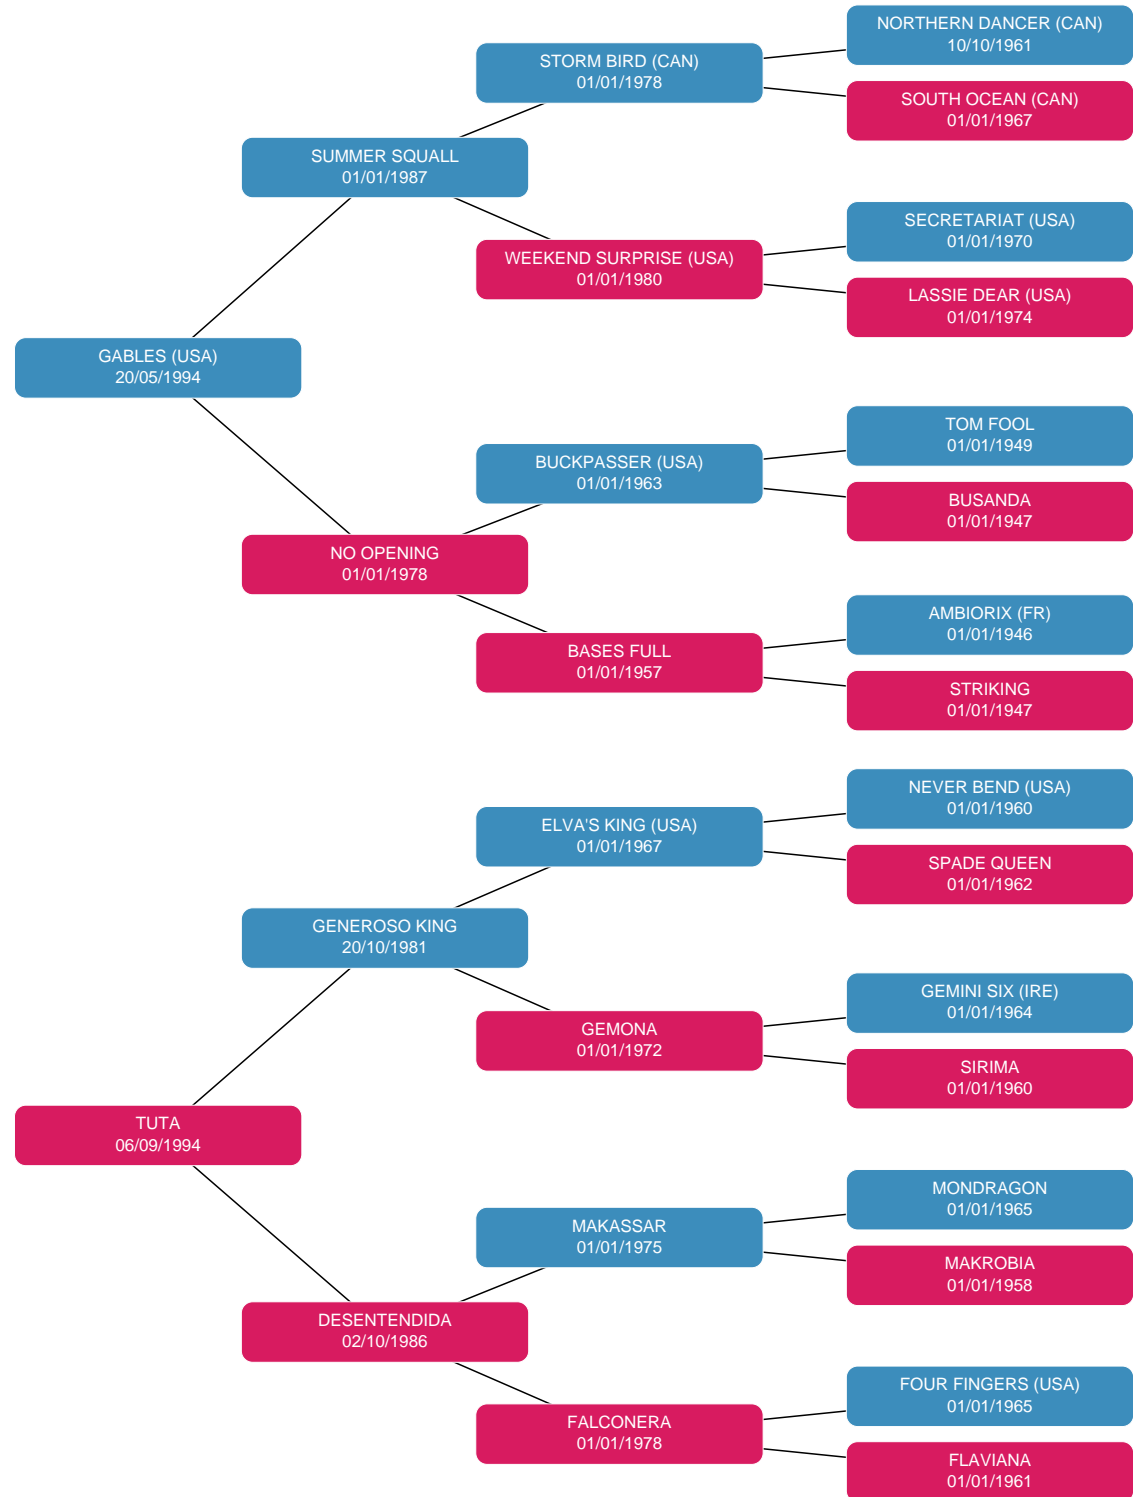 NORTHERN DANCER (CAN)
10/10/1961
STORM BIRD (CAN)
01/01/1978
SOUTH OCEAN (CAN)
01/01/1967
SUMMER SQUALL
01/01/1987
SECRETARIAT (USA)
01/01/1970
WEEKEND SURPRISE (USA)
01/01/1980
LASSIE DEAR (USA)
01/01/1974
GABLES (USA)
20/05/1994
TOM FOOL
01/01/1949
BUCKPASSER (USA)
01/01/1963
BUSANDA
01/01/1947
NO OPENING
01/01/1978
AMBIORIX (FR)
01/01/1946
BASES FULL
01/01/1957
STRIKING
01/01/1947
NEVER BEND (USA)
01/01/1960
ELVA'S KING (USA)
01/01/1967
SPADE QUEEN
01/01/1962
GENEROSO KING
20/10/1981
GEMINI SIX (IRE)
01/01/1964
GEMONA
01/01/1972
SIRIMA
01/01/1960
TUTA
06/09/1994
MONDRAGON
01/01/1965
MAKASSAR
01/01/1975
MAKROBIA
01/01/1958
DESENTENDIDA
02/10/1986
FOUR FINGERS (USA)
01/01/1965
FALCONERA
01/01/1978
FLAVIANA
01/01/1961